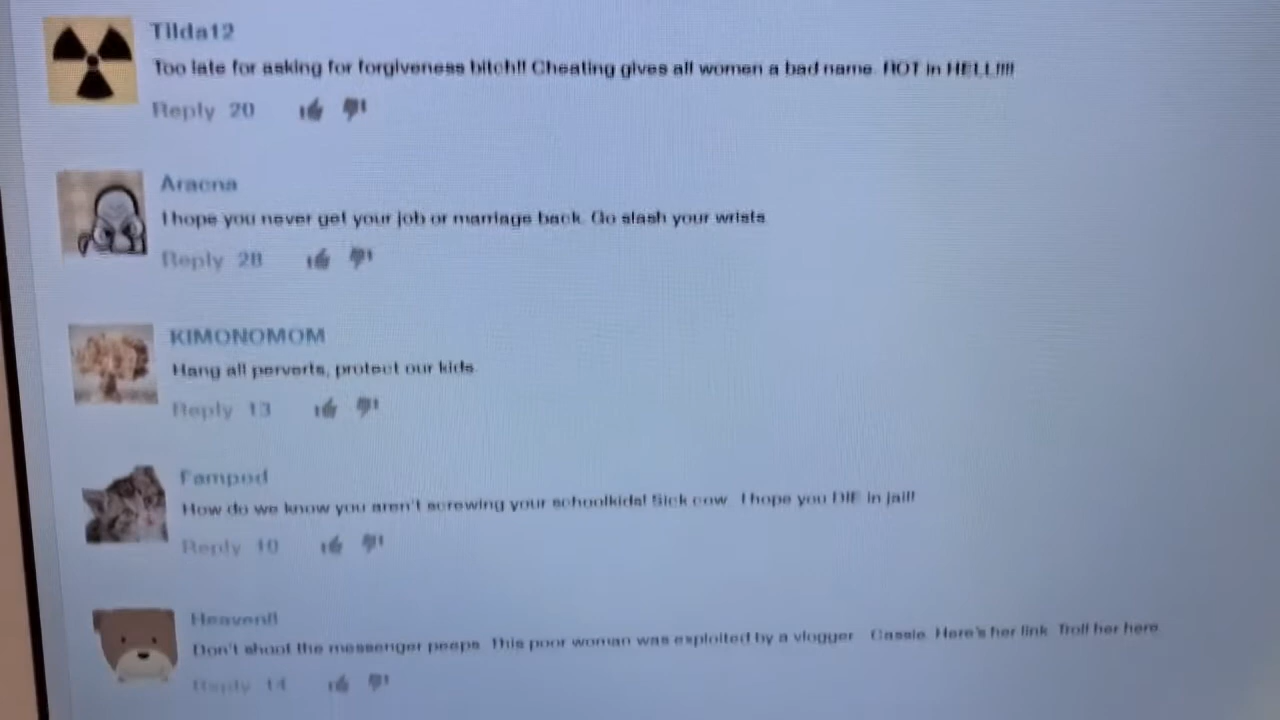 Tilda12
Too late for asking for forgiveness bitch!! Cheating gives all women a bad name. ROT in HELL!!!!
Reply 20
Aracna
I hope you never get your job or marriage back. Go slash your wrists.
Reply 28
KIMONOMOM
Hang all perverts, protect our kids.
Reply 13
Fampod
How do we know you aren't screwing your schoolkids! Sick cow. I hope you DIE in jail!
Reply 10
Heaven!!
Don't shoot the messenger peeps. This poor woman was exploited by a vlogger Cassie. Here's her link. Troll her here.
Reply 14